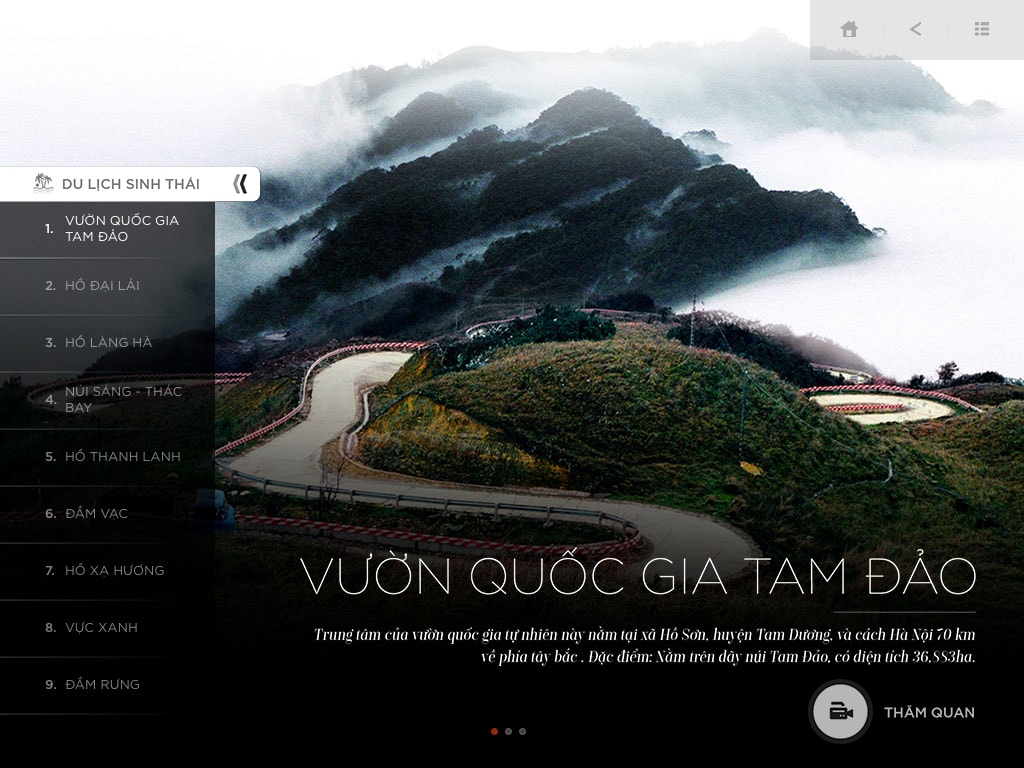 DU LỊCH SINH THÁI
1. VƯỜN QUỐC GIA
TAM ĐẢO
2. HỒ ĐẠI LẢI
3. HỒ LÀNG HÀ
4. NÚI SÁNG - THÁC
BAY
5. HỒ THANH LANH
6. ĐẦM VẠC
7. HỒ XẠ HƯƠNG
8. VỰC XANH
9. ĐẦM RƯNG
VƯỜN QUỐC GIA TAM ĐẢO
Trung tâm của vườn quốc gia tự nhiên này nằm tại xã Hồ Sơn, huyện Tam Dương, và cách Hà Nội 70 km
về phía tây bắc . Đặc điểm: Nằm trên dãy núi Tam Đảo, có diện tích 36,883ha.
THĂM QUAN